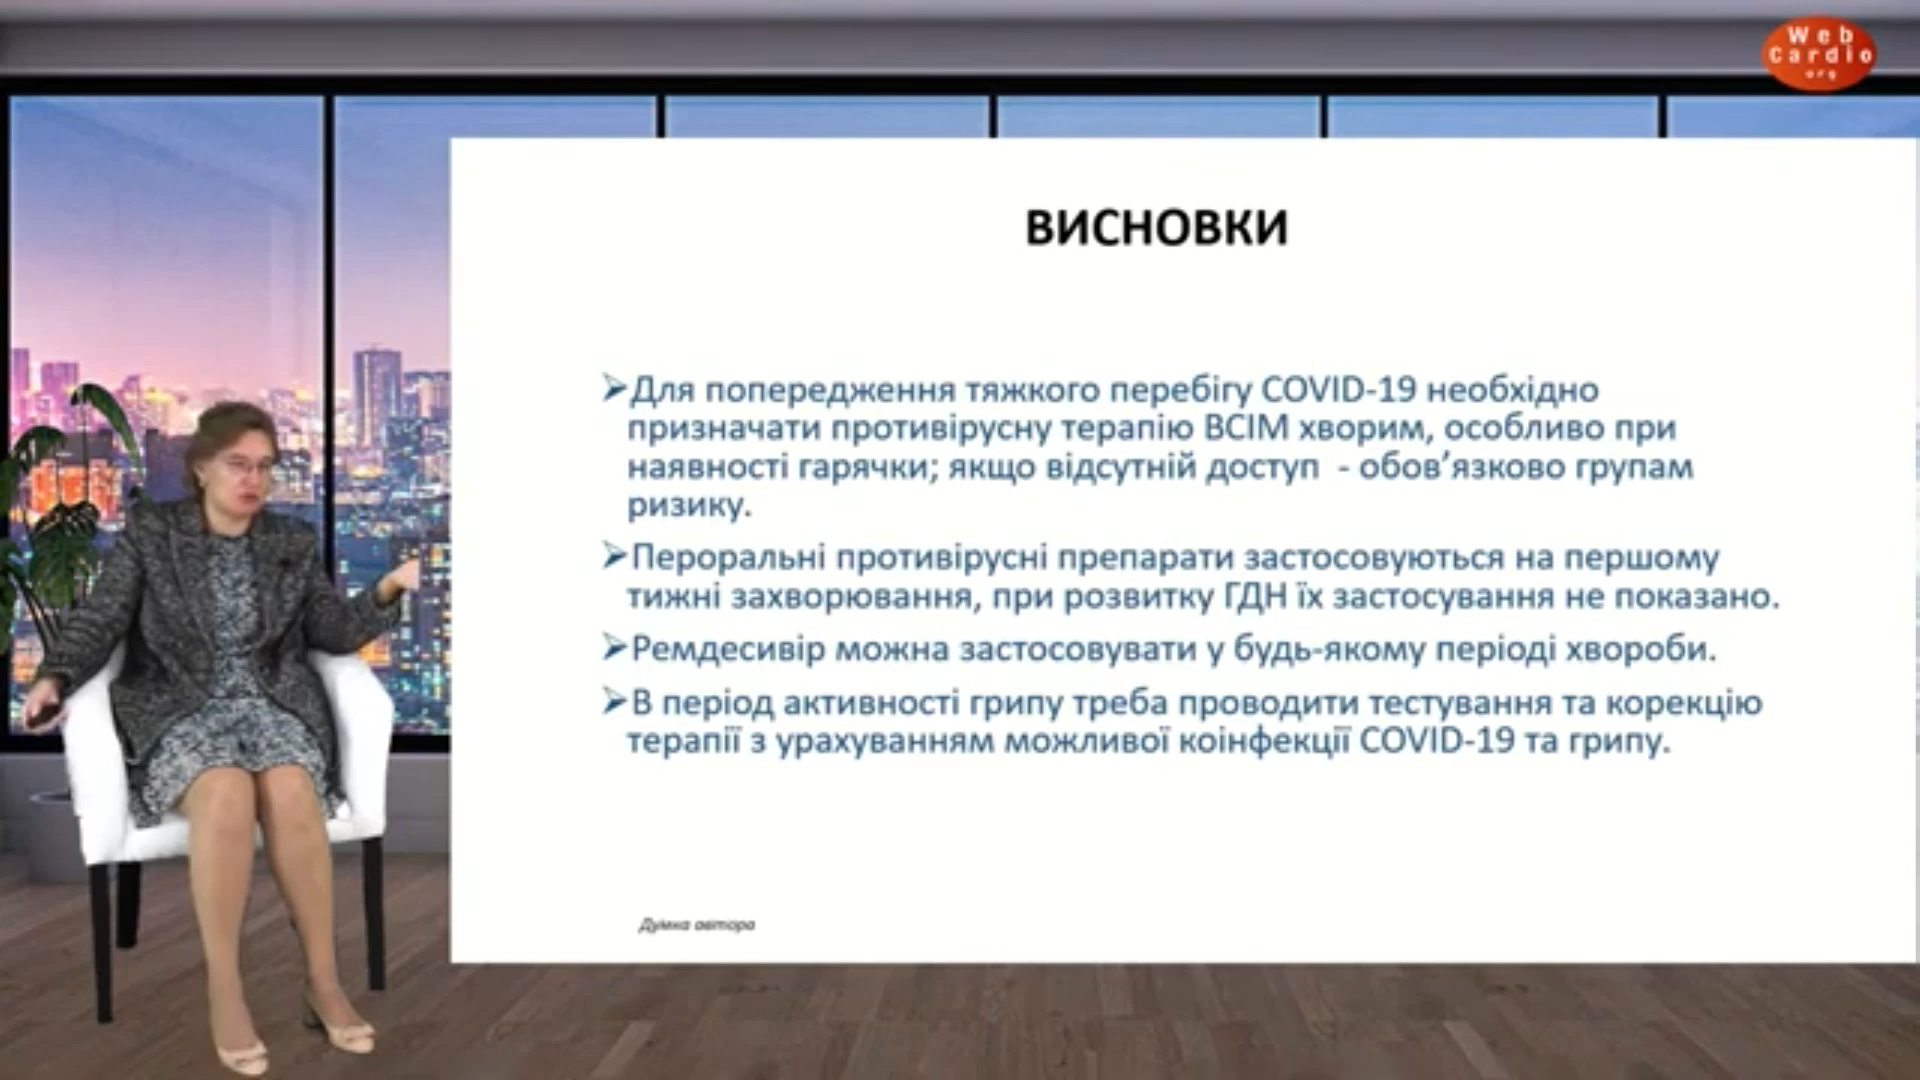 Web
Cardio
org
ВИСНОВКИ
➢Для попередження тяжкого перебігу COVID-19 необхідно
призначати противірусну терапію ВСІМ хворим, особливо при
наявності гарячки; якщо відсутній доступ - обов’язково групам
ризику.
➢Пероральні противірусні препарати застосовуються на першому
тижні захворювання, при розвитку ГДН їх застосування не показано.
➢Ремдесивір можна застосовувати у будь-якому періоді хвороби.
➢В період активності грипу треба проводити тестування та корекцію
терапії з урахуванням можливої коінфекції COVID-19 та грипу.
Думка автора